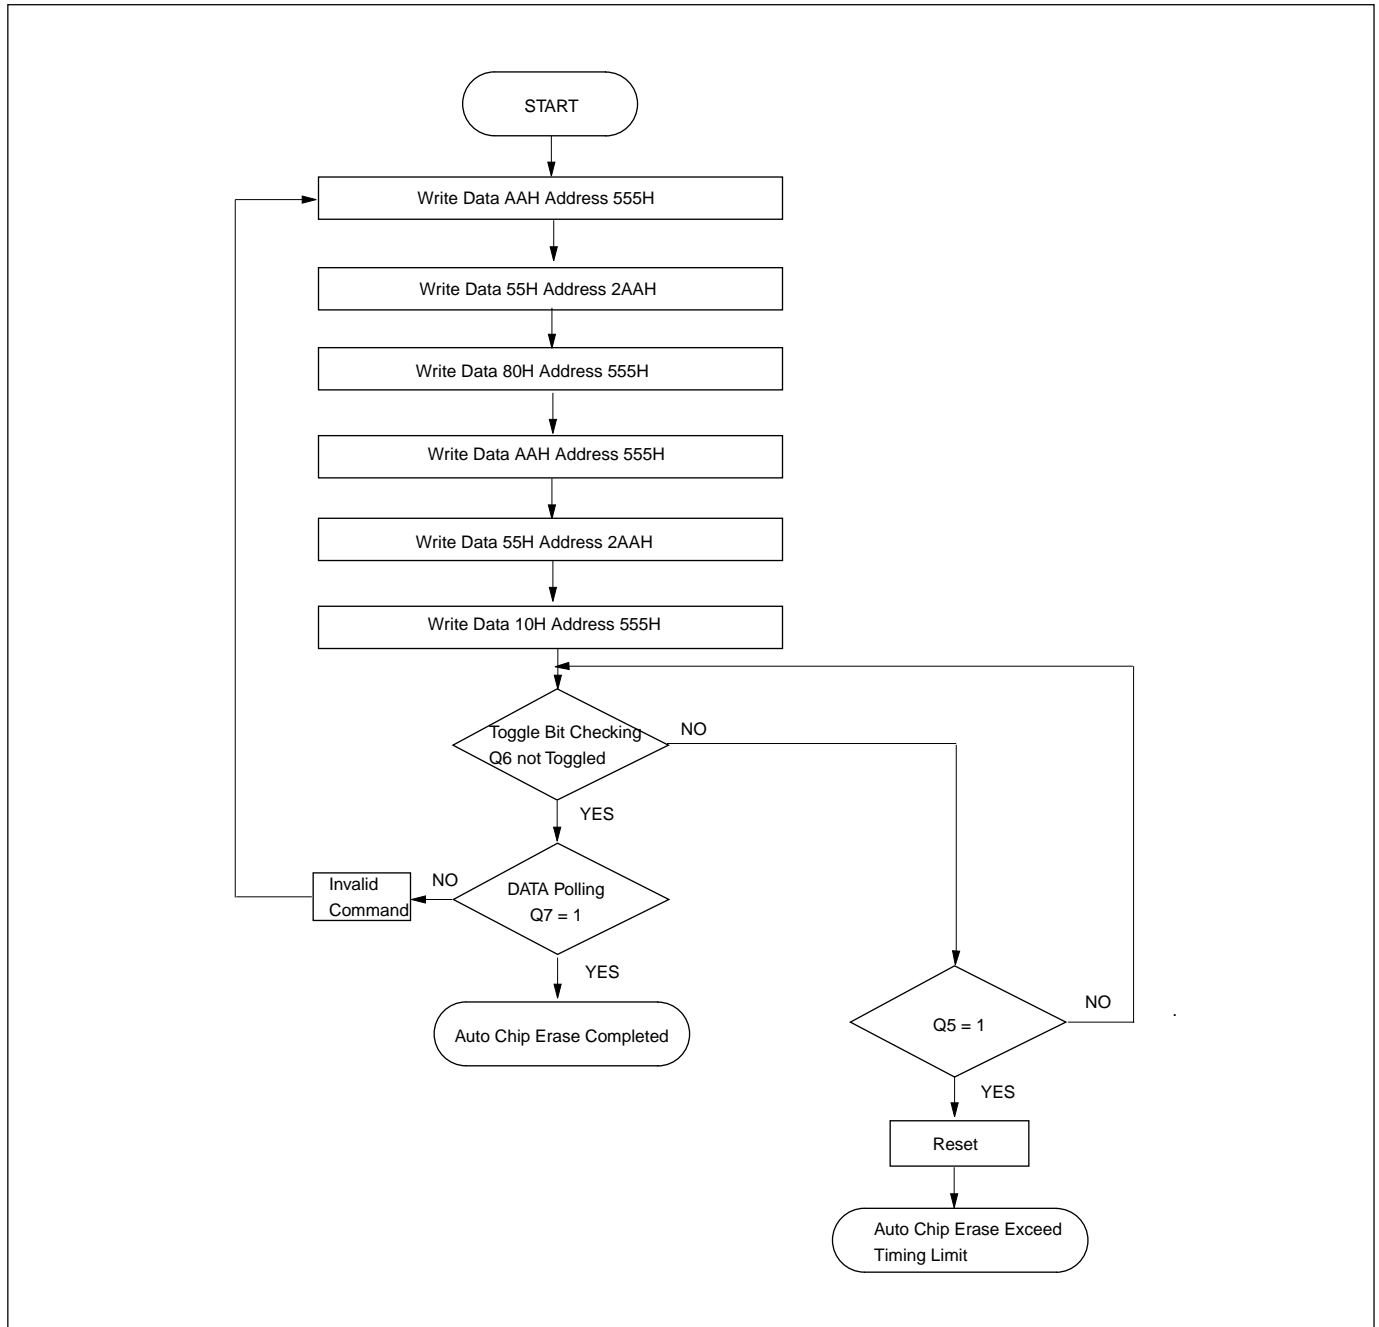 START
Write Data AAH Address 555H
Write Data 55H Address 2AAH
Write Data 80H Address 555H
Write Data AAH Address 555H
Write Data 55H Address 2AAH
Write Data 10H Address 555H
Toggle Bit Checking
Q6 not Toggled
NO
YES
Invalid
Command
NO
DATA Polling
Q7 = 1
YES
Auto Chip Erase Completed
Q5 = 1
NO
YES
Reset
Auto Chip Erase Exceed
Timing Limit